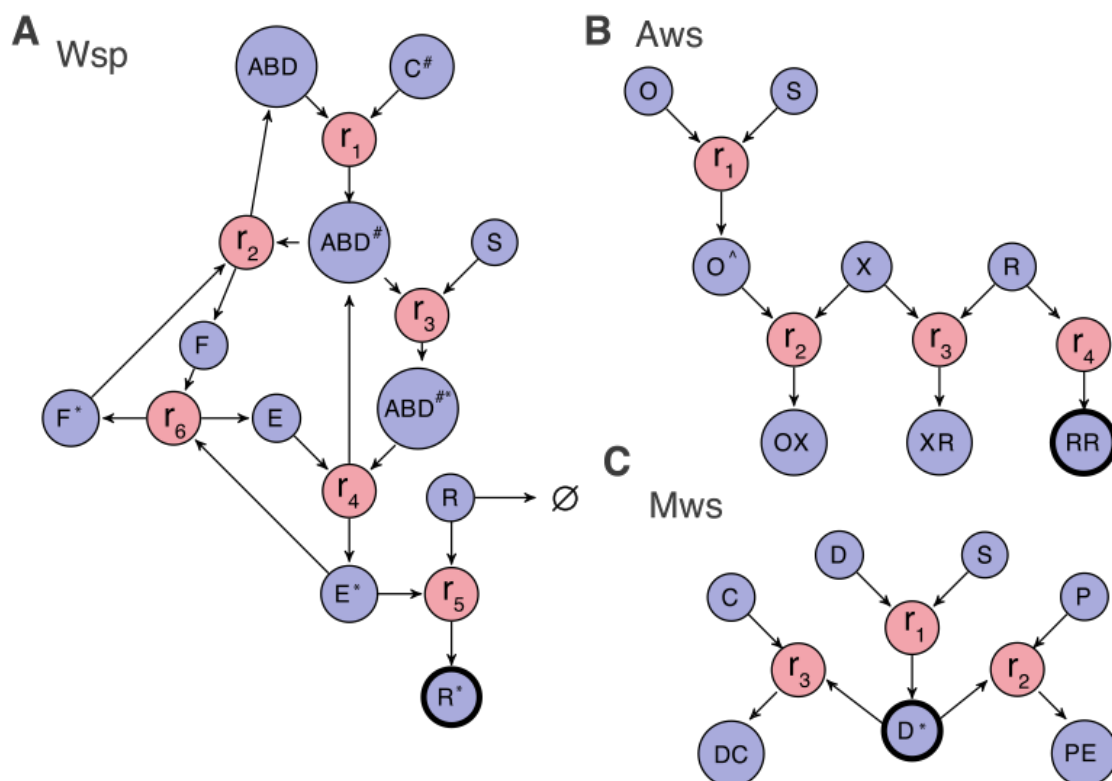 A Wsp
ABD
C#
r1
ABD#
r2
S
r3
F
ABD#*
F*
r6
E
r4
R
∅
E*
r5
R*
B Aws
O
S
r1
O^
X
R
r2
r3
r4
OX
XR
RR
C Mws
D
S
C
P
r1
r3
r2
DC
D*
PE